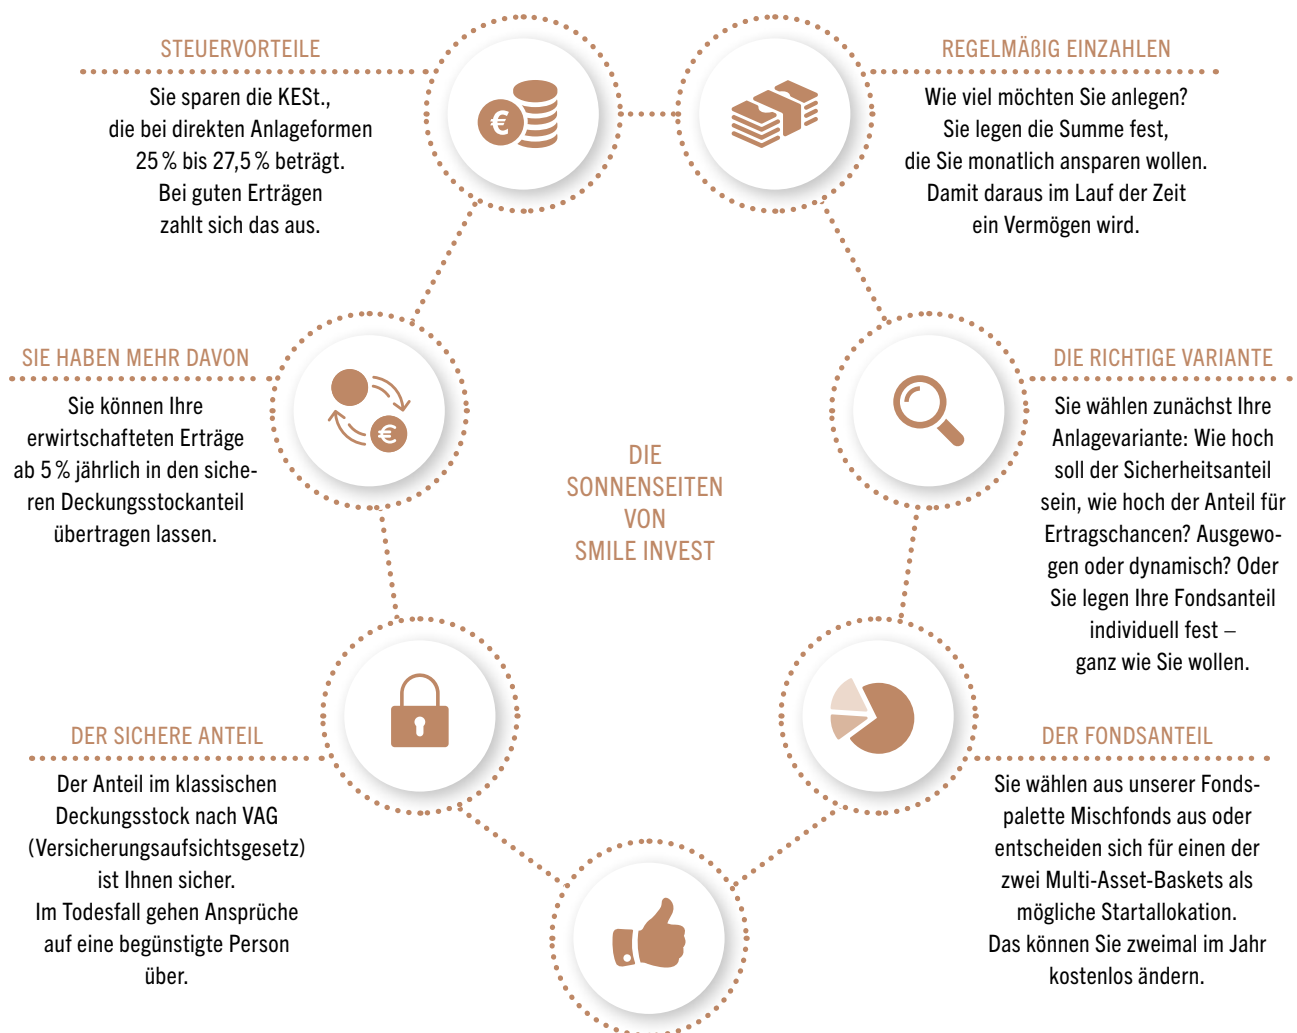 STEUERVORTEILE
Sie sparen die KESt.,
die bei direkten Anlageformen
25 % bis 27,5 % beträgt.
Bei guten Erträgen
zahlt sich das aus.
REGELMÄßIG EINZAHLEN
Wie viel möchten Sie anlegen?
Sie legen die Summe fest,
die Sie monatlich ansparen wollen.
Damit daraus im Lauf der Zeit
ein Vermögen wird.
SIE HABEN MEHR DAVON
Sie können Ihre
erwirtschafteten Erträge
ab 5 % jährlich in den siche-
ren Deckungsstockanteil
übertragen lassen.
DIE
SONNENSEITEN
VON
SMILE INVEST
DIE RICHTIGE VARIANTE
Sie wählen zunächst Ihre
Anlagevariante: Wie hoch
soll der Sicherheitsanteil
sein, wie hoch der Anteil für
Ertragschancen? Ausgewo-
gen oder dynamisch? Oder
Sie legen Ihre Fondsanteil
individuell fest –
ganz wie Sie wollen.
DER SICHERE ANTEIL
Der Anteil im klassischen
Deckungsstock nach VAG
(Versicherungsaufsichtsgesetz)
ist Ihnen sicher.
Im Todesfall gehen Ansprüche
auf eine begünstigte Person
über.
DER FONDSANTEIL
Sie wählen aus unserer Fonds-
palette Mischfonds aus oder
entscheiden sich für einen der
zwei Multi-Asset-Baskets als
mögliche Startallokation.
Das können Sie zweimal im Jahr
kostenlos ändern.